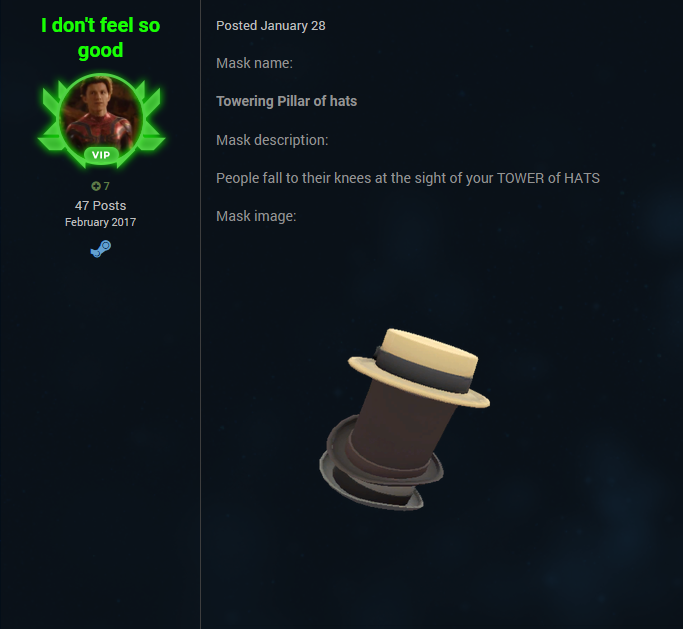 I don't feel so
good
VIP
7
47 Posts
February 2017
Posted January 28
Mask name:
Towering Pillar of hats
Mask description:
People fall to their knees at the sight of your TOWER of HATS
Mask image: